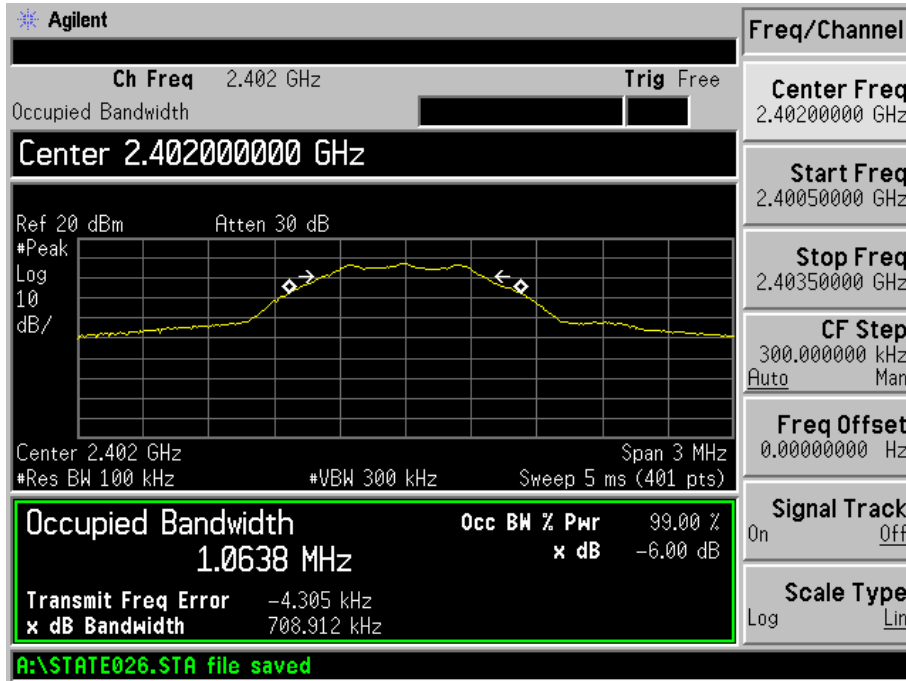 Agilent
Freq/Channel
Ch Freq 2.402 GHz Trig Free
Occupied Bandwidth
Center 2.402000000 GHz
Ref 20 dBm Atten 30 dB
#Peak
Log
10
dB/
Center 2.402 GHz Span 3 MHz
#Res BW 100 kHz #VBW 300 kHz Sweep 5 ms (401 pts)
Occupied Bandwidth Occ BW % Pwr 99.00 %
1.0638 MHz x dB -6.00 dB
Transmit Freq Error -4.305 kHz
x dB Bandwidth 708.912 kHz
A:\STATE026.STA file saved
Center Freq
2.40200000 GHz
Start Freq
2.40050000 GHz
Stop Freq
2.40350000 GHz
CF Step
300.000000 kHz
Auto Man
Freq Offset
0.00000000 Hz
Signal Track
On Off
Scale Type
Log Lin